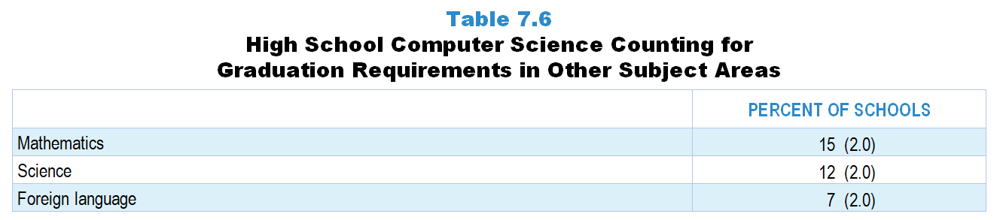 Table 7.6
High School Computer Science Counting for
Graduation Requirements in Other Subject Areas
PERCENT OF SCHOOLS
Mathematics 15 (2.0)
Science 12 (2.0)
Foreign language 7 (2.0)